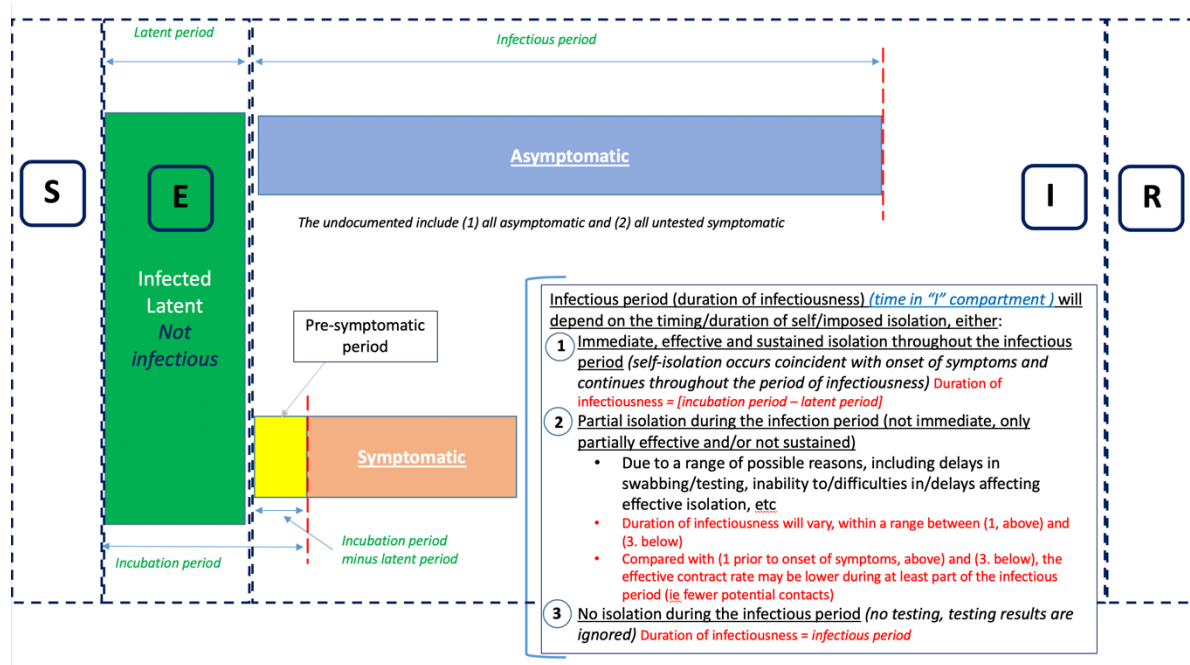 Latent period
Infectious period
Asymptomatic
S
E
I
R
The undocumented include (1) all asymptomatic and (2) all untested symptomatic
Infected
Latent
Not
infectious
Pre-symptomatic
period
Symptomatic
Incubation period
minus latent period
Incubation period
Infectious period (duration of infectiousness) (time in “I” compartment ) will
depend on the timing/duration of self/imposed isolation, either:
1 Immediate, effective and sustained isolation throughout the infectious
period (self-isolation occurs coincident with onset of symptoms and
continues throughout the period of infectiousness) Duration of
infectiousness = [incubation period – latent period]
2 Partial isolation during the infection period (not immediate, only
partially effective and/or not sustained)
• Due to a range of possible reasons, including delays in
swabbing/testing, inability to/difficulties in/delays affecting
effective isolation, etc
• Duration of infectiousness will vary, within a range between (1, above) and
(3. below)
• Compared with (1 prior to onset of symptoms, above) and (3. below), the
effective contract rate may be lower during at least part of the infectious
period (ie fewer potential contacts)
3 No isolation during the infectious period (no testing, testing results are
ignored) Duration of infectiousness = infectious period